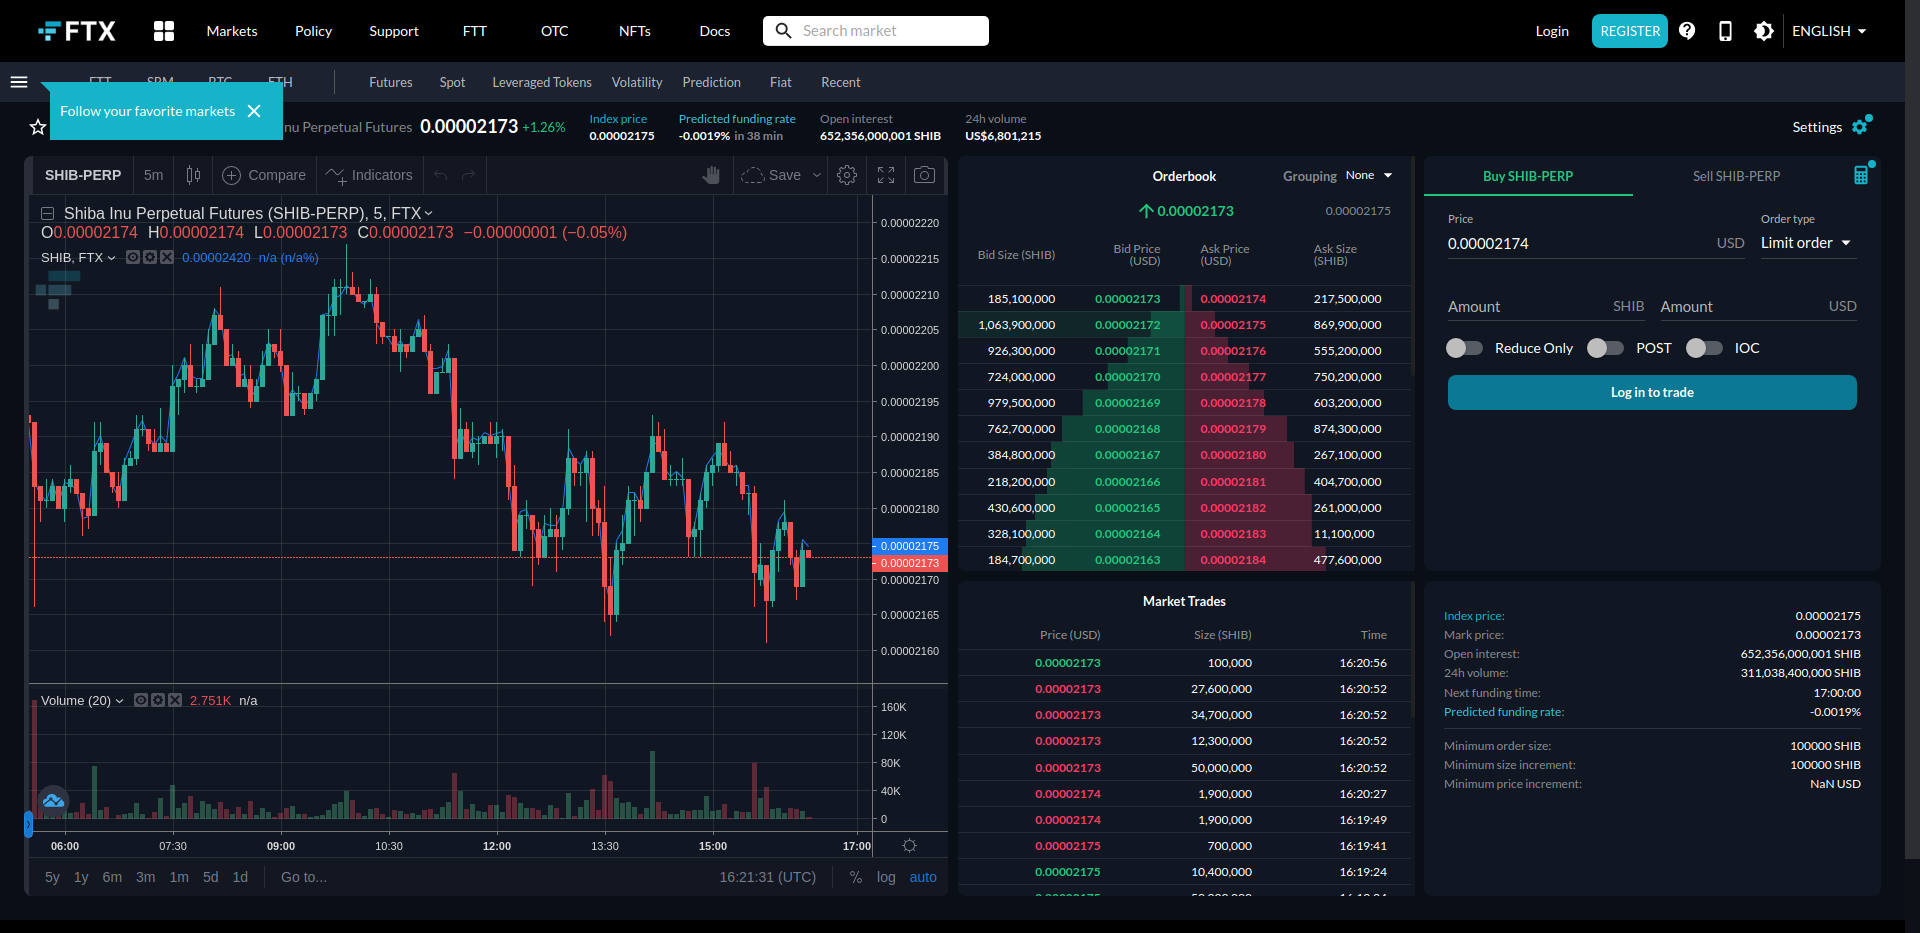 FTX Markets Policy Support FTT OTC NFTs Docs Search market Login REGISTER ENGLISH
Futures Spot Leveraged Tokens Volatility Prediction Fiat Recent
Follow your favorite markets
nu Perpetual Futures 0.00002173 +1.26%
Index price
0.00002175
Predicted funding rate
-0.0019% in 38 min
Open interest
652,356,000,001 SHIB
24h volume
US$6,801,215
Settings
SHIB-PERP 5m Compare Indicators Save
Shiba Inu Perpetual Futures (SHIB-PERP), 5, FTX
O0.00002174 H0.00002174 L0.00002173 C0.00002173 −0.00000001 (−0.05%)
SHIB, FTX 0.00002420 n/a (n/a%)
0.00002220
0.00002215
0.00002210
0.00002205
0.00002200
0.00002195
0.00002190
0.00002185
0.00002180
0.00002175
0.00002173
0.00002170
0.00002165
0.00002160
Volume (20) 2.751K n/a
160K
120K
80K
40K
0
06:00 07:30 09:00 10:30 12:00 13:30 15:00 17:00
5y 1y 6m 3m 1m 5d 1d Go to... 16:21:31 (UTC) % log auto
Orderbook Grouping None
0.00002173 0.00002175
Bid Size (SHIB) Bid Price (USD) Ask Price (USD) Ask Size (SHIB)
185,100,000 0.00002173 0.00002174 217,500,000
1,063,900,000 0.00002172 0.00002175 869,900,000
926,300,000 0.00002171 0.00002176 555,200,000
724,000,000 0.00002170 0.00002177 750,200,000
979,500,000 0.00002169 0.00002178 603,200,000
762,700,000 0.00002168 0.00002179 874,300,000
384,800,000 0.00002167 0.00002180 267,100,000
218,200,000 0.00002166 0.00002181 404,700,000
430,600,000 0.00002165 0.00002182 261,000,000
328,100,000 0.00002164 0.00002183 11,100,000
184,700,000 0.00002163 0.00002184 477,600,000
Market Trades
Price (USD) Size (SHIB) Time
0.00002173 100,000 16:20:56
0.00002173 27,600,000 16:20:52
0.00002173 34,700,000 16:20:52
0.00002173 12,300,000 16:20:52
0.00002173 50,000,000 16:20:52
0.00002174 1,900,000 16:20:27
0.00002174 1,900,000 16:19:49
0.00002175 700,000 16:19:41
0.00002175 10,400,000 16:19:24
Buy SHIB-PERP Sell SHIB-PERP
Price Order type
0.00002174 USD Limit order
Amount SHIB Amount USD
Reduce Only POST IOC
Log in to trade
Index price: 0.00002175
Mark price: 0.00002173
Open interest: 652,356,000,001 SHIB
24h volume: 311,038,400,000 SHIB
Next funding time: 17:00:00
Predicted funding rate: -0.0019%
Minimum order size: 100000 SHIB
Minimum size increment: 100000 SHIB
Minimum price increment: NaN USD